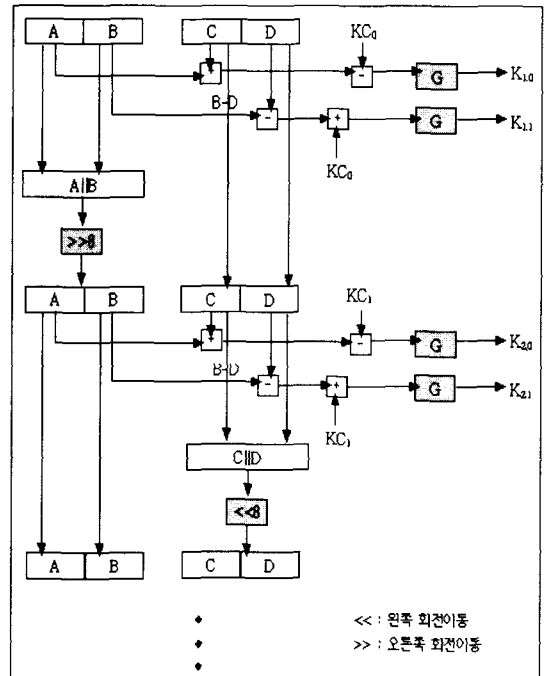 A B C D KC₀
+ - G K₁,₀
B-D - + G K₁,₁
KC₀
A||B
>>8
A B C D KC₁
+ - G K₂,₀
B-D - + G K₂,₁
KC₁
C||D
<<8
A B C D
<< : 왼쪽 회전이동
>> : 오른쪽 회전이동